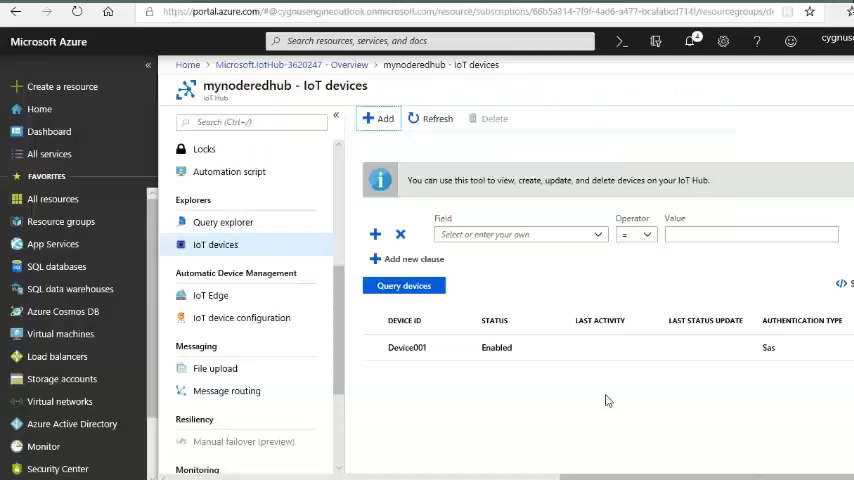 https://portal.azure.com/#@cygnusengineoutlook.onmicrosoft.com/resource/subscriptions/
Microsoft Azure
Search resources, services, and docs
4
cygnus
Home
Microsoft.IotHub-3620247 - Overview
mynoderedhub - IoT devices
mynoderedhub - IoT devices
IoT Hub
Create a resource
Home
Dashboard
All services
FAVORITES
All resources
Resource groups
App Services
SQL databases
SQL data warehouses
Azure Cosmos DB
Virtual machines
Load balancers
Storage accounts
Virtual networks
Azure Active Directory
Monitor
Security Center
Search (Ctrl+/)
Locks
Automation script
Explorers
Query explorer
IoT devices
Automatic Device Management
IoT Edge
IoT device configuration
Messaging
File upload
Message routing
Resiliency
Manual failover (preview)
Monitoring
Add Refresh Delete
You can use this tool to view, create, update, and delete devices on your IoT Hub.
Field Operator Value
Select or enter your own =
Add new clause
Query devices
DEVICE ID STATUS LAST ACTIVITY LAST STATUS UPDATE AUTHENTICATION TYPE
Device001 Enabled Sas